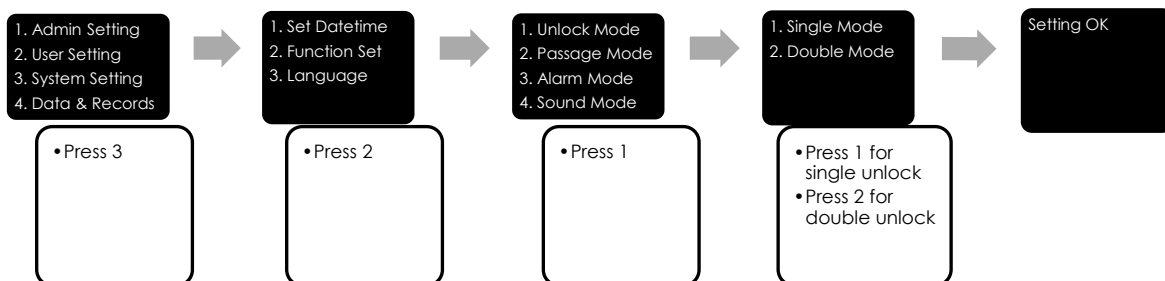 1. Admin Setting
2. User Setting
3. System Setting
4. Data & Records
• Press 3
1. Set Datetime
2. Function Set
3. Language
• Press 2
1. Unlock Mode
2. Passage Mode
3. Alarm Mode
4. Sound Mode
• Press 1
1. Single Mode
2. Double Mode
• Press 1 for
single unlock
• Press 2 for
double unlock
Setting OK